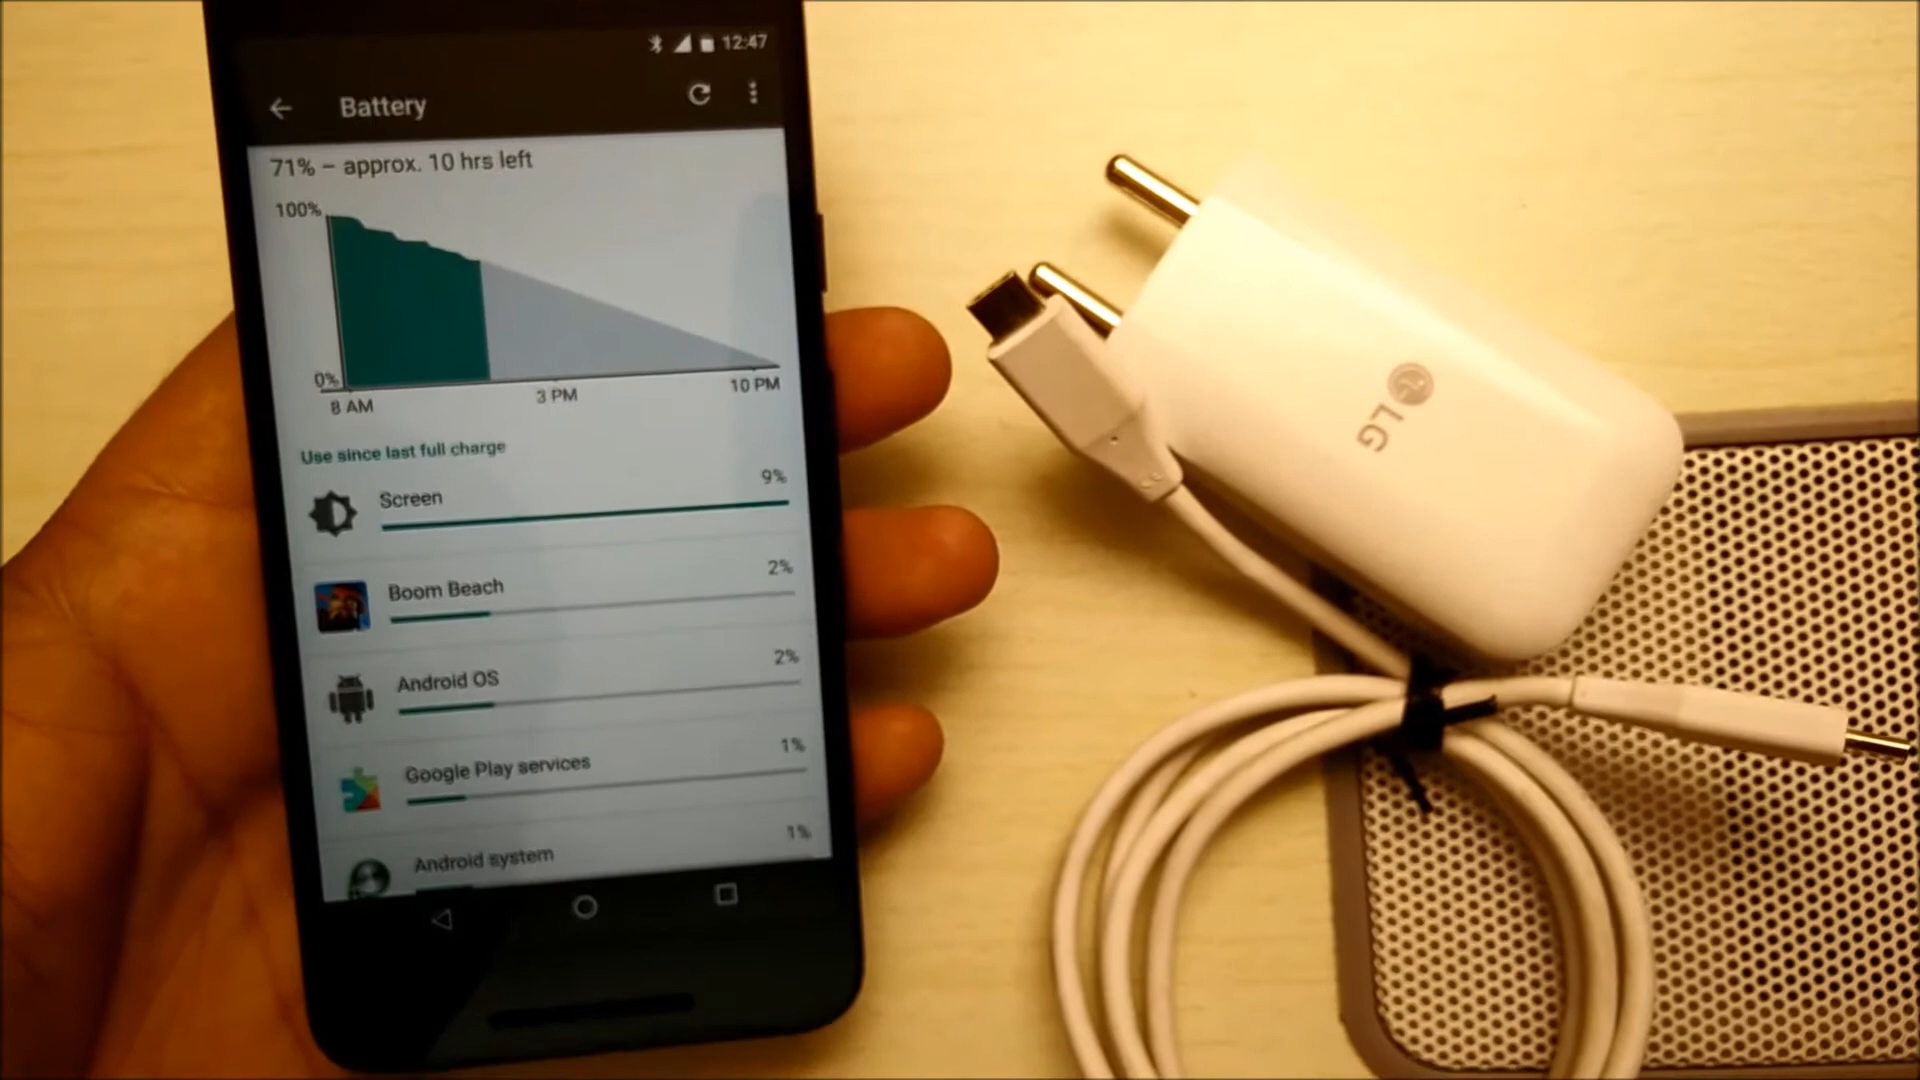 12:47
Battery
71% – approx. 10 hrs left
100%
0%
8 AM
3 PM
10 PM
Use since last full charge
Screen
9%
Boom Beach
2%
Android OS
2%
Google Play services
1%
Android system
1%
LG